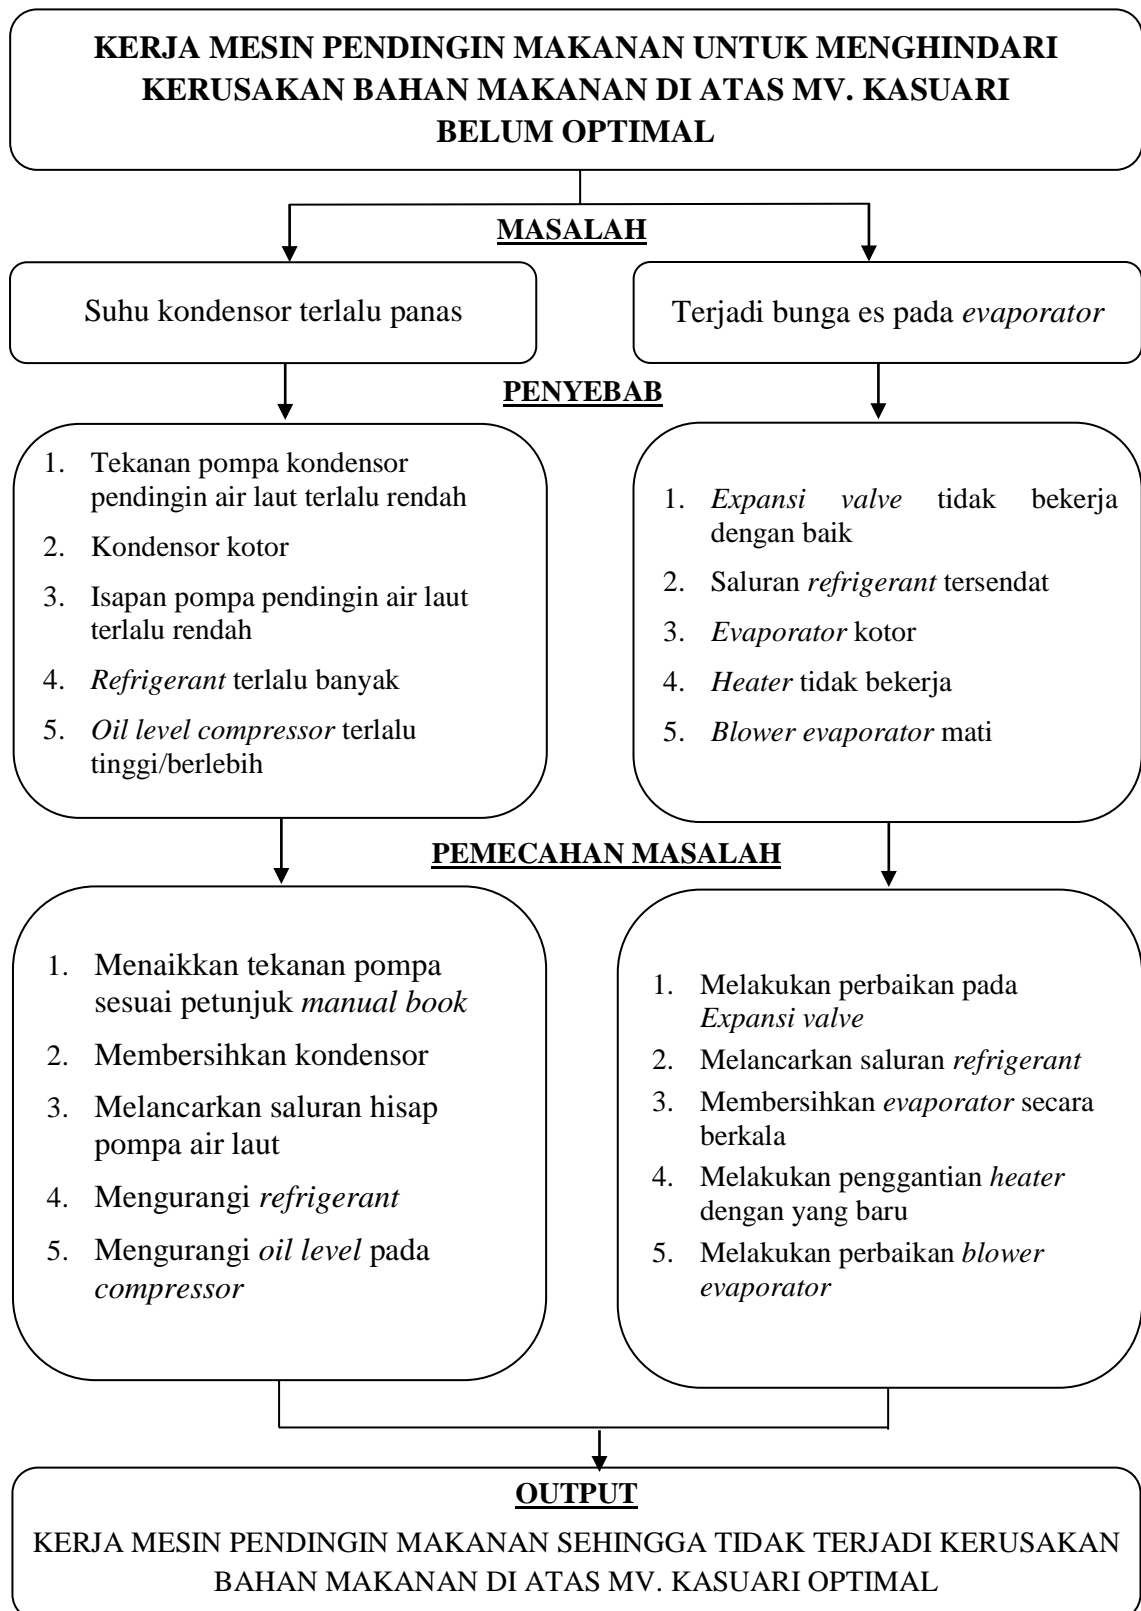 KERJA MESIN PENDINGIN MAKANAN UNTUK MENGHINDARI
KERUSAKAN BAHAN MAKANAN DI ATAS MV. KASUARI
BELUM OPTIMAL
MASALAH
Suhu kondensor terlalu panas
Terjadi bunga es pada evaporator
PENYEBAB
1. Tekanan pompa kondensor
pendingin air laut terlalu rendah
2. Kondensor kotor
3. Isapan pompa pendingin air laut
terlalu rendah
4. Refrigerant terlalu banyak
5. Oil level compressor terlalu
tinggi/berlebih
1. Expansi valve tidak bekerja
dengan baik
2. Saluran refrigerant tersendat
3. Evaporator kotor
4. Heater tidak bekerja
5. Blower evaporator mati
PEMECAHAN MASALAH
1. Menaikkan tekanan pompa
sesuai petunjuk manual book
2. Membersihkan kondensor
3. Melancarkan saluran hisap
pompa air laut
4. Mengurangi refrigerant
5. Mengurangi oil level pada
compressor
1. Melakukan perbaikan pada
Expansi valve
2. Melancarkan saluran refrigerant
3. Membersihkan evaporator secara
berkala
4. Melakukan penggantian heater
dengan yang baru
5. Melakukan perbaikan blower
evaporator
OUTPUT
KERJA MESIN PENDINGIN MAKANAN SEHINGGA TIDAK TERJADI KERUSAKAN
BAHAN MAKANAN DI ATAS MV. KASUARI OPTIMAL